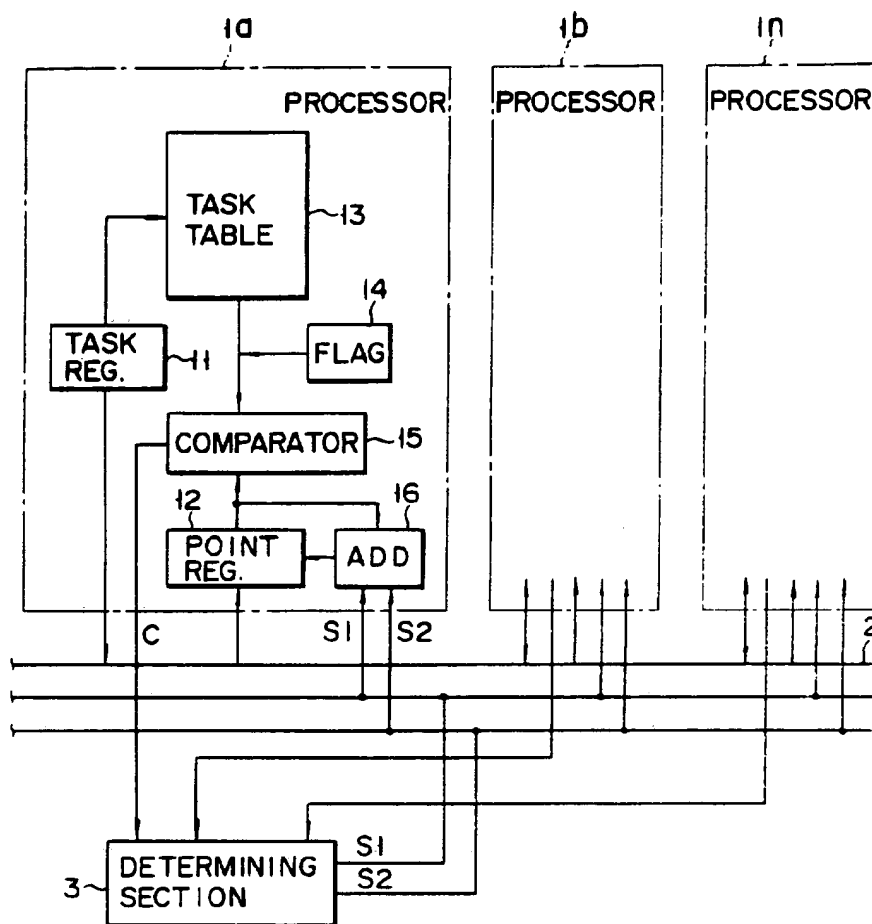 1a
1b
1n
PROCESSOR
PROCESSOR
PROCESSOR
TASK
TABLE
13
14
TASK
REG.
11
FLAG
COMPARATOR
15
12
16
POINT
REG.
ADD
C
S1
S2
2
S1
S2
3
DETERMINING
SECTION